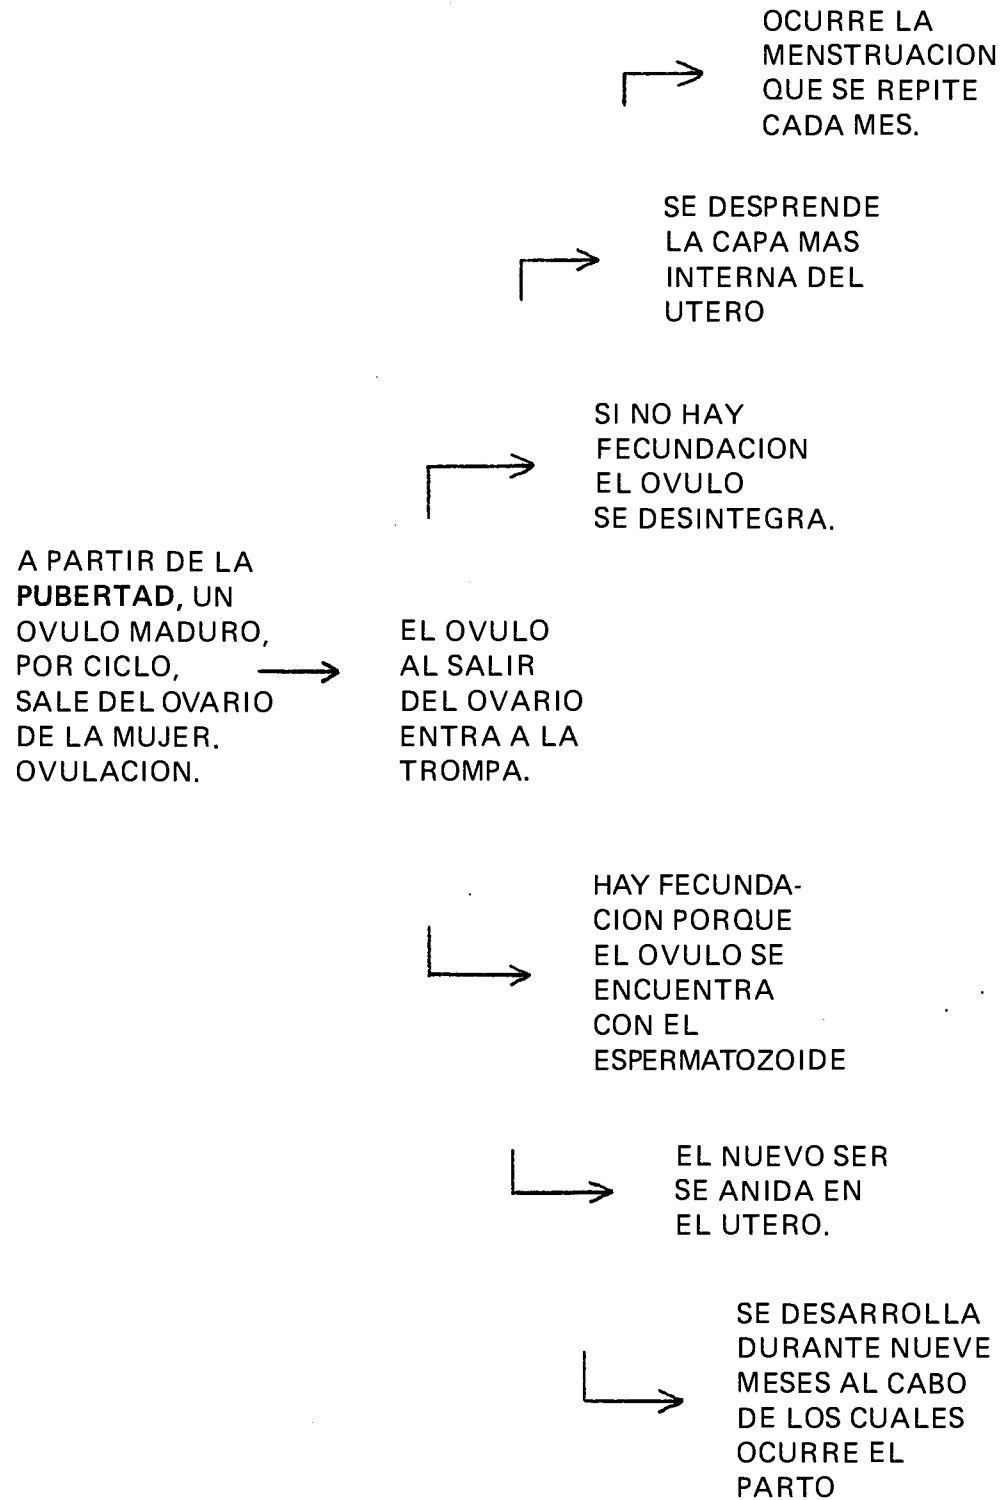 OCURRE LA
MENSTRUACION
QUE SE REPITE
CADA MES.
SE DESPRENDE
LA CAPA MAS
INTERNA DEL
UTERO
SI NO HAY
FECUNDACION
EL OVULO
SE DESINTEGRA.
A PARTIR DE LA
PUBERTAD, UN
OVULO MADURO,
POR CICLO,
SALE DEL OVARIO
DE LA MUJER.
OVULACION.
EL OVULO
AL SALIR
DEL OVARIO
ENTRA A LA
TROMPA.
HAY FECUNDA-
CION PORQUE
EL OVULO SE
ENCUENTRA
CON EL
ESPERMATOZOIDE
EL NUEVO SER
SE ANIDA EN
EL UTERO.
SE DESARROLLA
DURANTE NUEVE
MESES AL CABO
DE LOS CUALES
OCURRE EL
PARTO